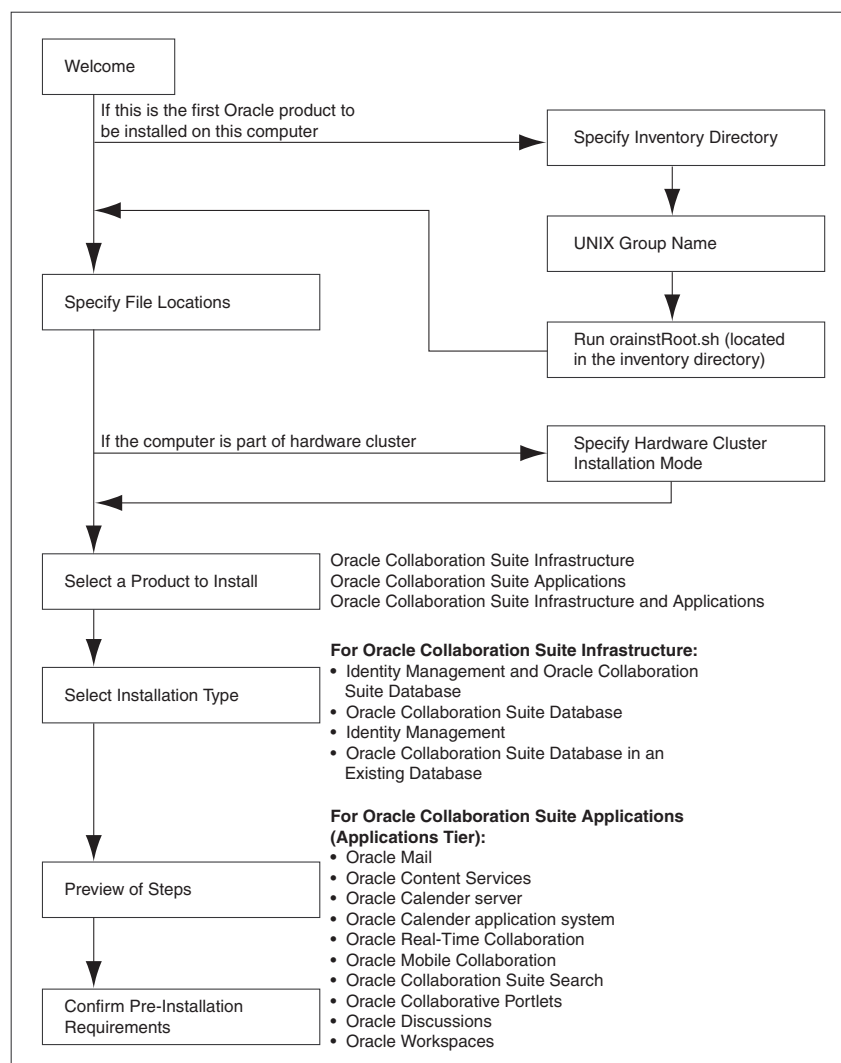 Welcome
If this is the first Oracle product to
be installed on this computer
Specify Inventory Directory
UNIX Group Name
Specify File Locations
Run orainstRoot.sh (located
in the inventory directory)
If the computer is part of hardware cluster
Specify Hardware Cluster
Installation Mode
Select a Product to Install
Oracle Collaboration Suite Infrastructure
Oracle Collaboration Suite Applications
Oracle Collaboration Suite Infrastructure and Applications
Select Installation Type
For Oracle Collaboration Suite Infrastructure:
• Identity Management and Oracle Collaboration
Suite Database
• Oracle Collaboration Suite Database
• Identity Management
• Oracle Collaboration Suite Database in an
Existing Database
For Oracle Collaboration Suite Applications
(Applications Tier):
• Oracle Mail
• Oracle Content Services
• Oracle Calender server
• Oracle Calender application system
• Oracle Real-Time Collaboration
• Oracle Mobile Collaboration
• Oracle Collaboration Suite Search
• Oracle Collaborative Portlets
• Oracle Discussions
• Oracle Workspaces
Preview of Steps
Confirm Pre-Installation
Requirements